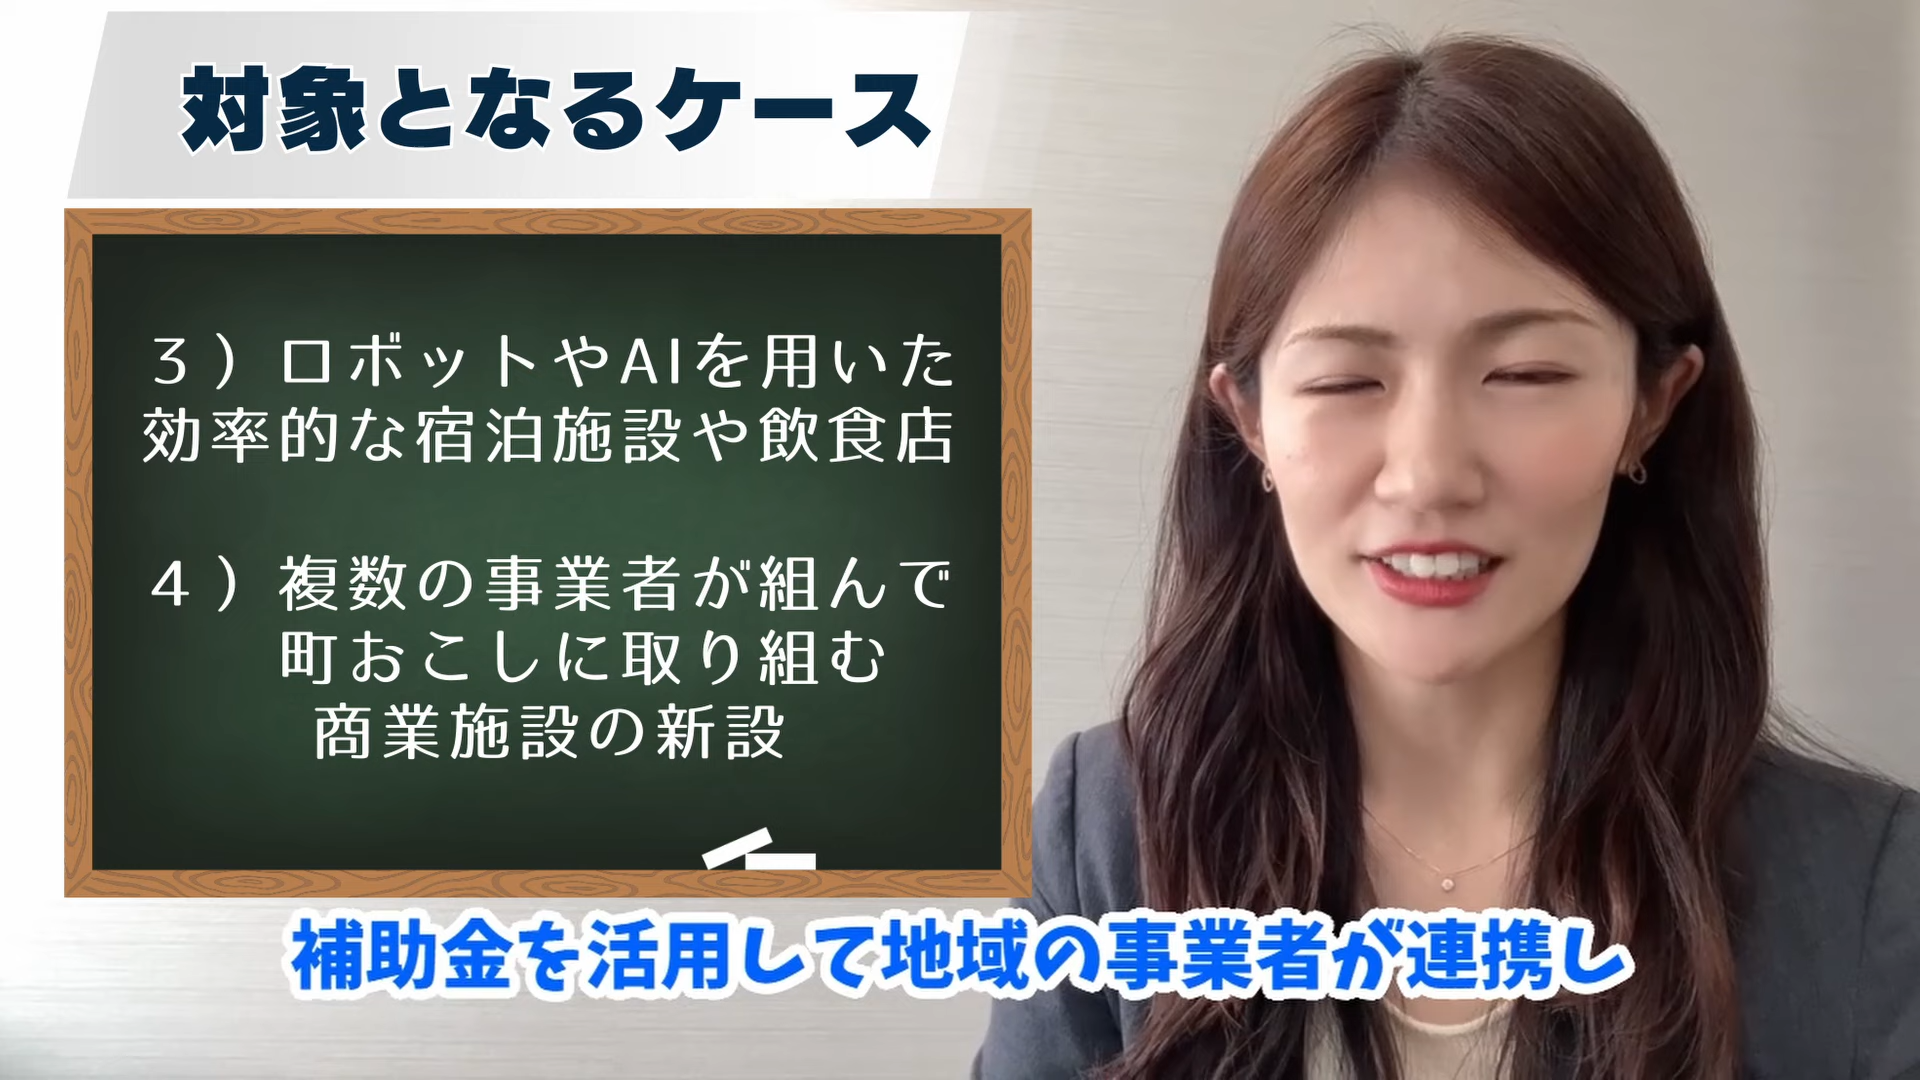 対象となるケース
３）ロボットやAIを用いた
効率的な宿泊施設や飲食店
４）複数の事業者が組んで
町おこしに取り組む
商業施設の新設
補助金を活用して地域の事業者が連携し